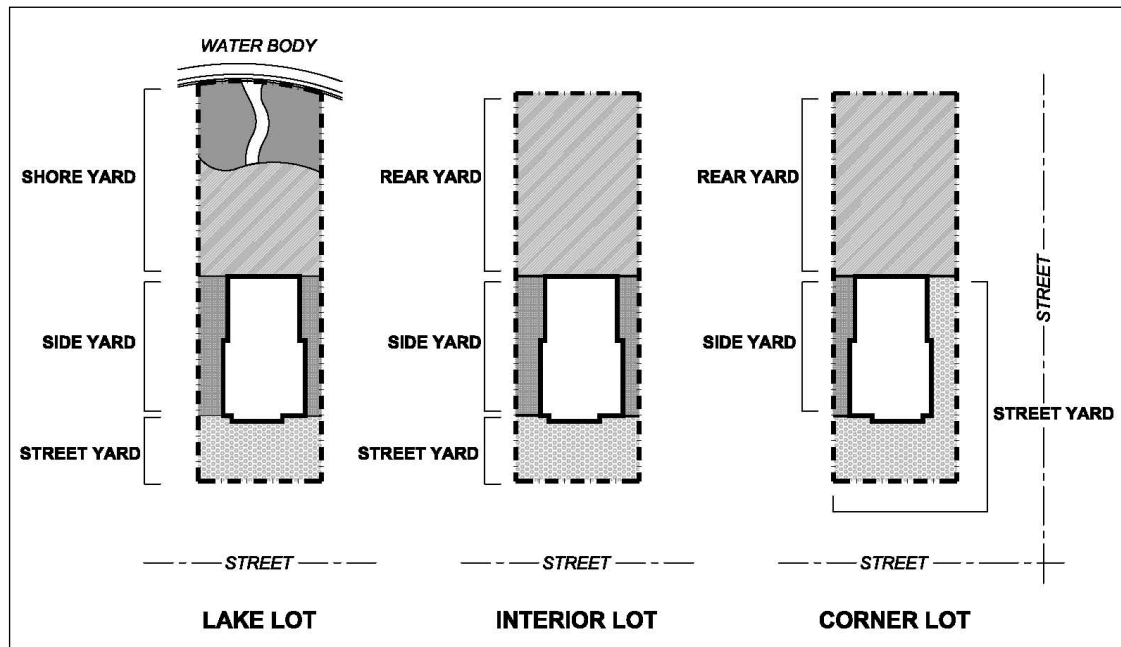 WATER BODY
SHORE YARD
SIDE YARD
STREET YARD
STREET
LAKE LOT
REAR YARD
SIDE YARD
STREET YARD
STREET
INTERIOR LOT
REAR YARD
SIDE YARD
STREET YARD
STREET
STREET
CORNER LOT